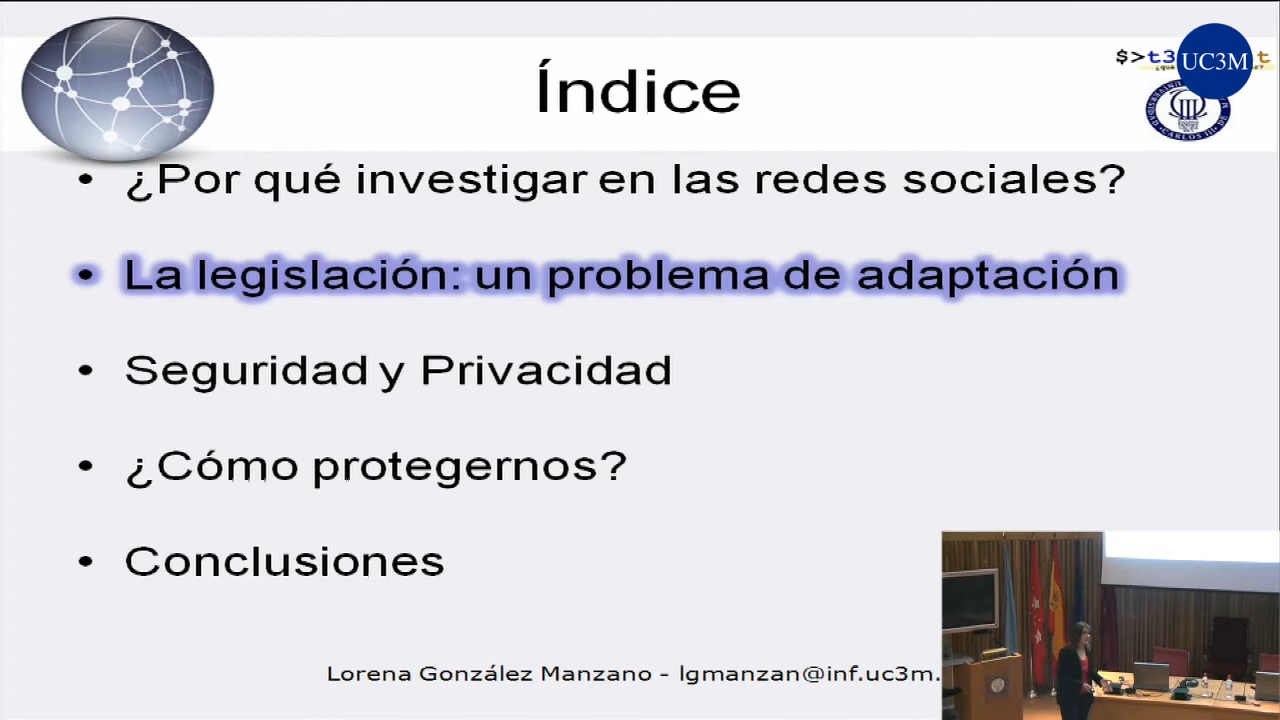 Índice
$>t3
UC3M
t
¿Por qué investigar en las redes sociales?
La legislación: un problema de adaptación
Seguridad y Privacidad
¿Cómo protegernos?
Conclusiones
Lorena González Manzano - lgmanzan@inf.uc3m.